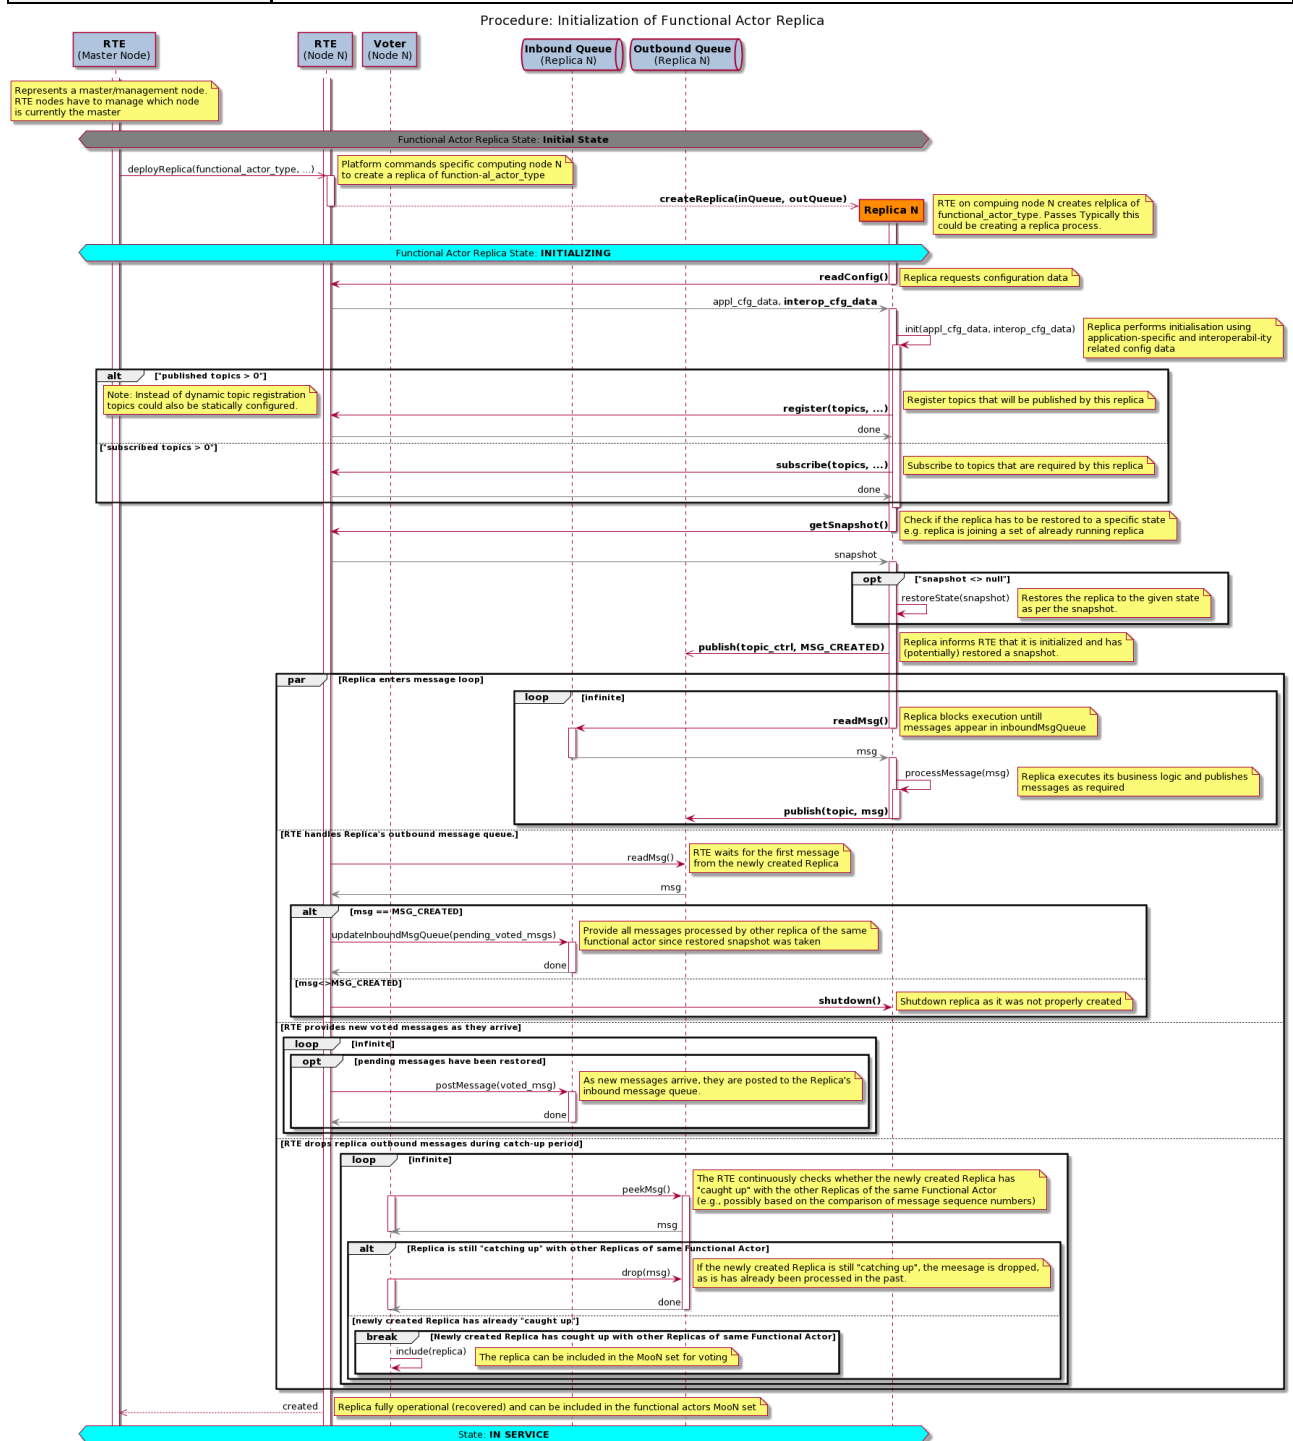 Procedure: Initialization of Functional Actor Replica
RTE
(Master Node)
RTE
(Node N)
Voter
(Node N)
Inbound Queue
(Replica N)
Outbound Queue
(Replica N)
Represents a master/management node.
RTE nodes have to manage which node
is currently the master
Functional Actor Replica State: Initial State
deployReplica(functional_actor_type, ...)
Platform commands specific computing node N
to create a replica of function-al_actor_type
createReplica(inQueue, outQueue)
Replica N
RTE on compuing node N creates relplica of
functional_actor_type. Passes Typically this
could be creating a replica process.
Functional Actor Replica State: INITIALIZING
readConfig()
Replica requests configuration data
appl_cfg_data, interop_cfg_data
init(appl_cfg_data, interop_cfg_data)
Replica performs initialisation using
application-specific and interoperabil-ity
related config data
alt
["published topics > 0"]
Note: Instead of dynamic topic registration
topics could also be statically configured.
register(topics, ...)
Register topics that will be published by this replica
done
["subscribed topics > 0"]
subscribe(topics, ...)
Subscribe to topics that are required by this replica
done
getSnapshot()
Check if the replica has to be restored to a specific state
e.g. replica is joining a set of already running replica
snapshot
opt
["snapshot <> null"]
restoreState(snapshot)
Restores the replica to the given state
as per the snapshot.
publish(topic_ctrl, MSG_CREATED)
Replica informs RTE that it is initialized and has
(potentially) restored a snapshot.
par
[Replica enters message loop]
loop
[infinite]
readMsg()
Replica blocks execution untill
messages appear in inboundMsgQueue
msg
processMessage(msg)
Replica executes its business logic and publishes
messages as required
publish(topic, msg)
[RTE handles Replica's outbound message queue.]
readMsg()
RTE waits for the first message
from the newly created Replica
msg
alt
[msg == MSG_CREATED]
updateInboundMsgQueue(pending_voted_msgs)
Provide all messages processed by other replica of the same
functional actor since restored snapshot was taken
done
[msg<>MSG_CREATED]
shutdown()
Shutdown replica as it was not properly created
[RTE provides new voted messages as they arrive]
loop
[infinite]
opt
[pending messages have been restored]
postMessage(voted_msg)
As new messages arrive, they are posted to the Replica's
inbound message queue.
done
[RTE drops replica outbound messages during catch-up period]
loop
[infinite]
peekMsg()
The RTE continuously checks whether the newly created Replica has
"caught up" with the other Replicas of the same Functional Actor
(e.g., possibly based on the comparison of message sequence numbers)
msg
alt
[Replica is still "catching up" with other Replicas of same Functional Actor]
drop(msg)
If the newly created Replica is still "catching up", the meesage is dropped,
as is has already been processed in the past.
done
[newly created Replica has already "caught up"]
break
[Newly created Replica has cought up with other Replicas of same Functional Actor]
include(replica)
The replica can be included in the MooN set for voting
created
Replica fully operational (recovered) and can be included in the functional actors MooN set
State: IN SERVICE